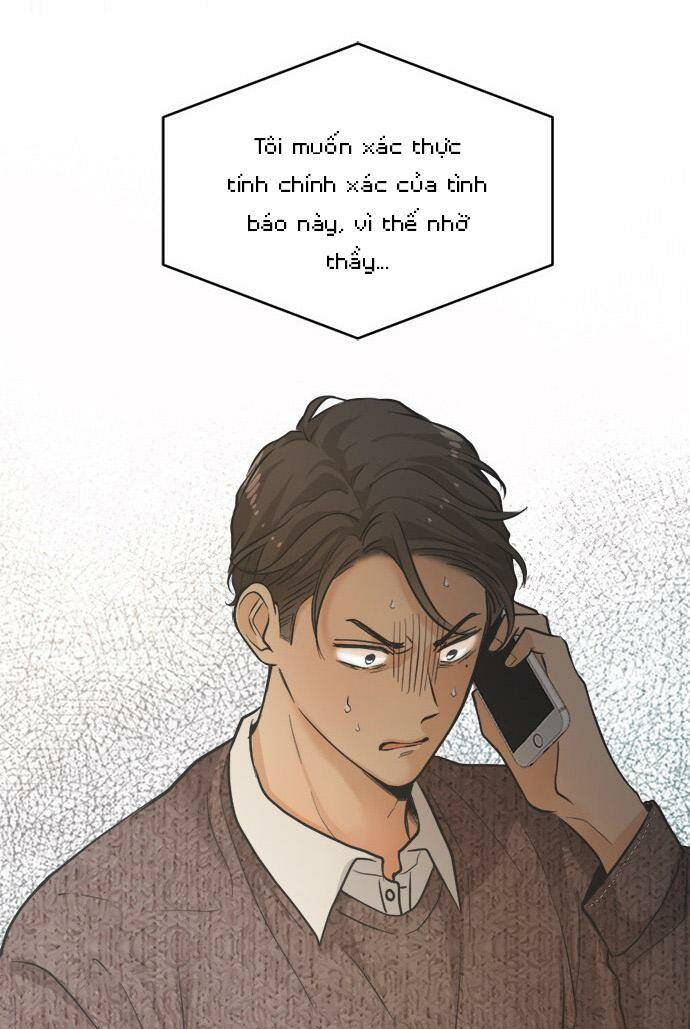 Tôi muốn xác thực
tính chính xác của tình
báo này, vì thế nhờ
thầy...